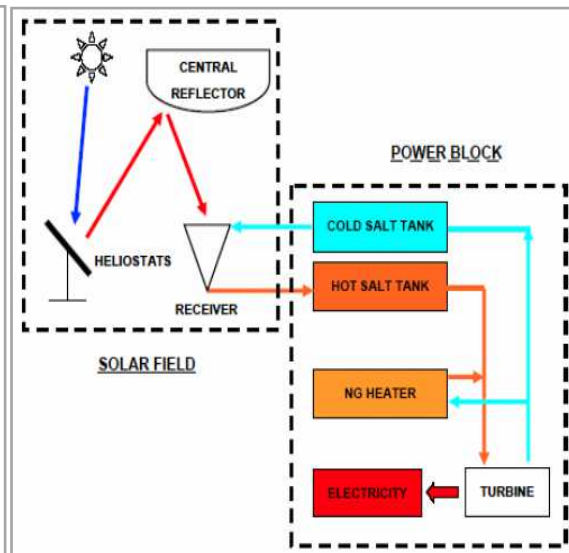 CENTRAL
REFLECTOR
POWER BLOCK
COLD SALT TANK
HELIOSTATS
HOT SALT TANK
RECEIVER
SOLAR FIELD
NG HEATER
ELECTRICITY
TURBINE